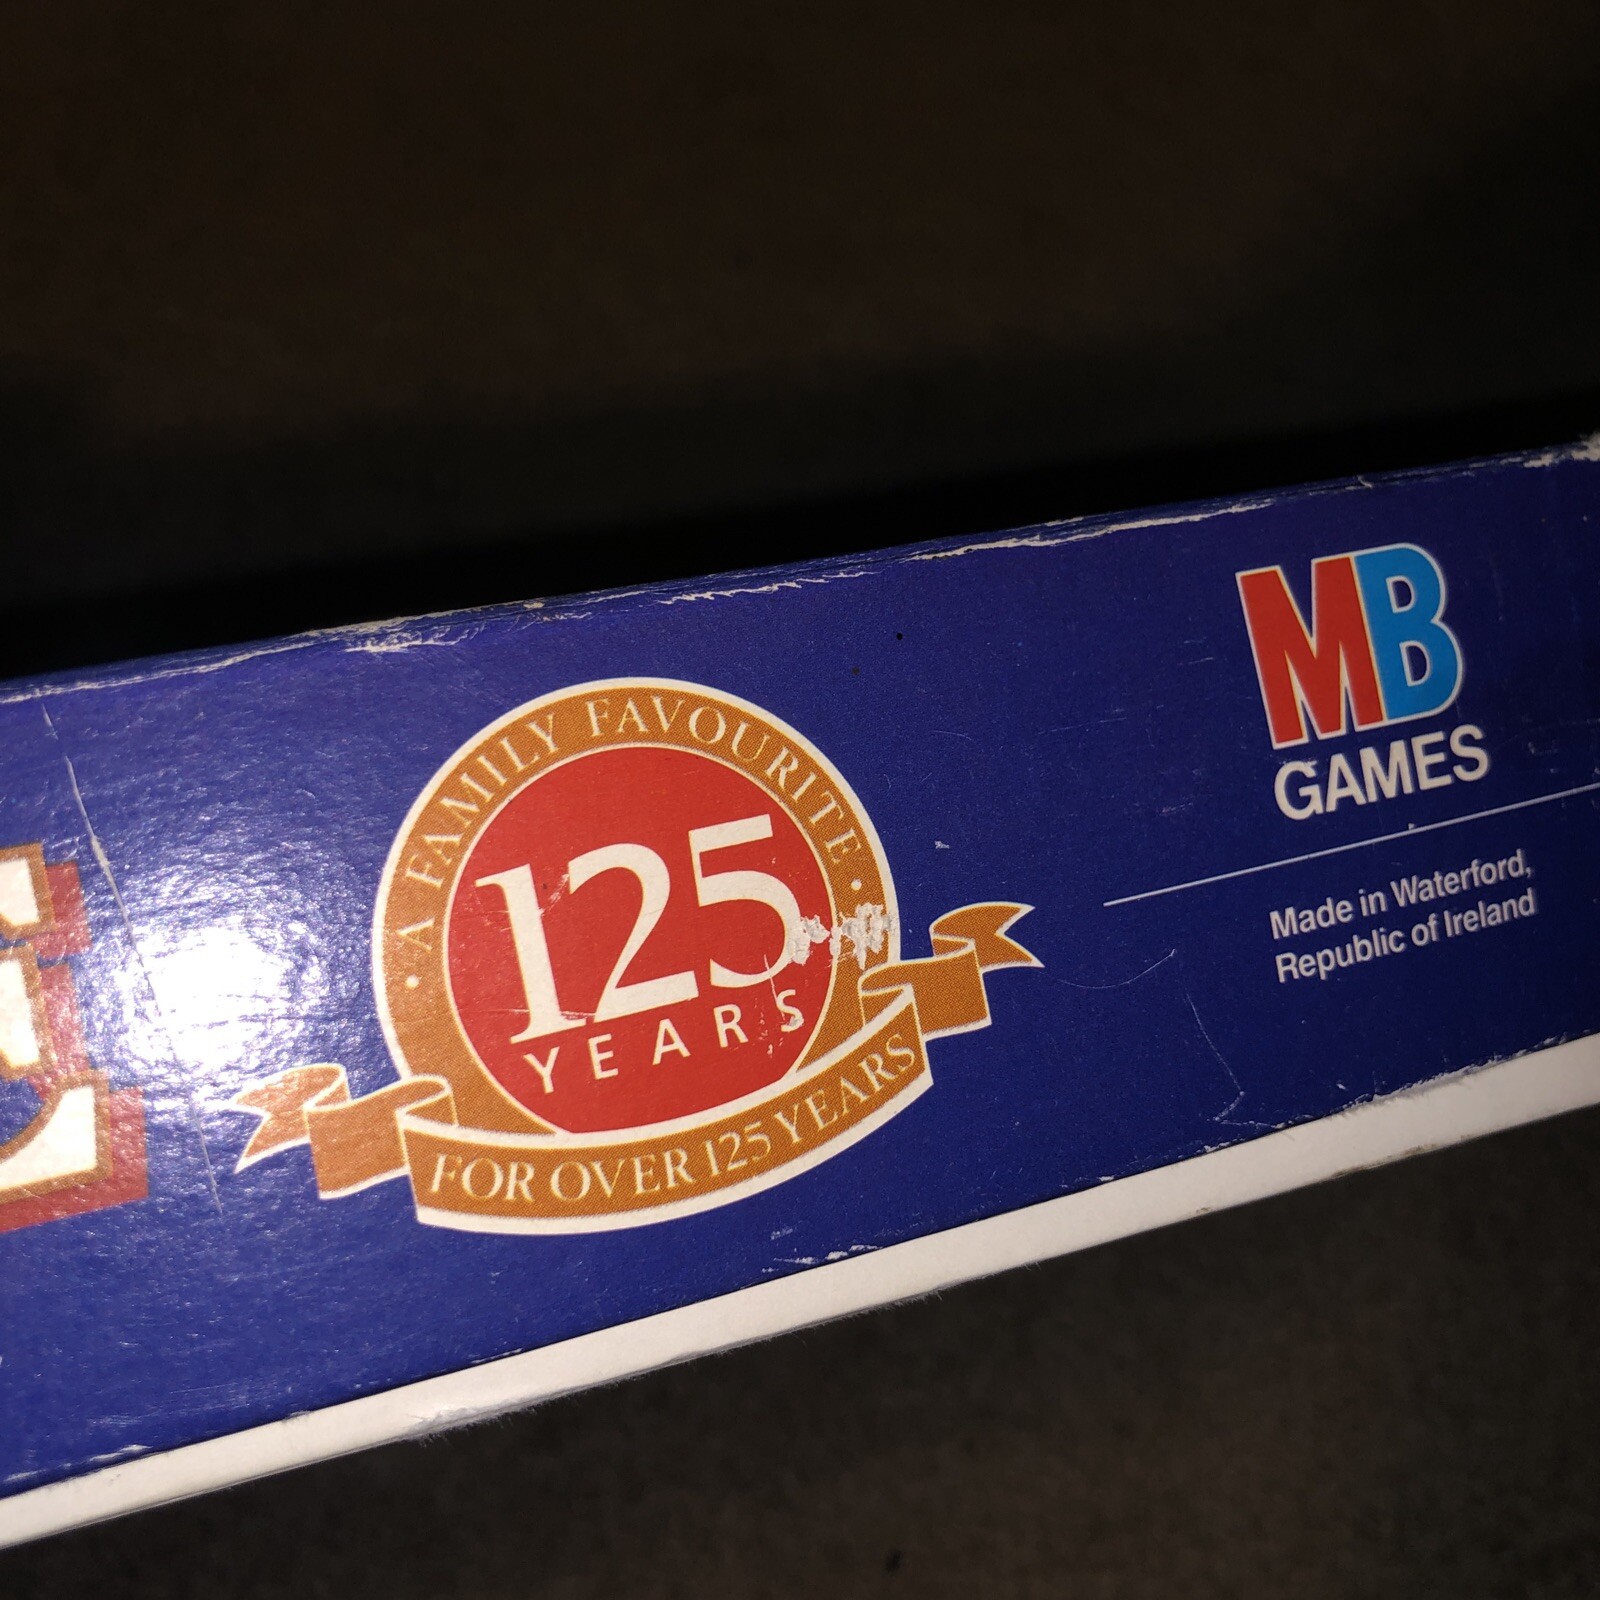 E
A FAMILY FAVOURITE
125
YEARS
FOR OVER 125 YEARS
MB
GAMES
Made in Waterford,
Republic of Ireland